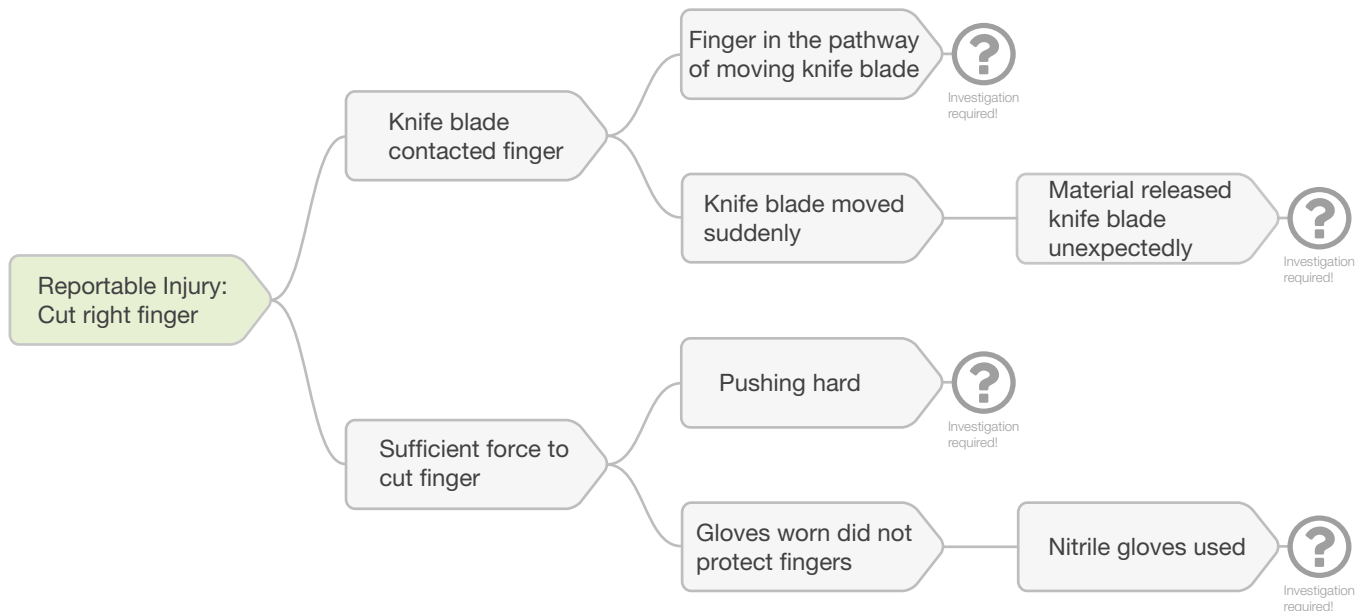 Reportable Injury:
Cut right finger
Knife blade
contacted finger
Finger in the pathway
of moving knife blade
?
Investigation
required!
Knife blade moved
suddenly
Material released
knife blade
unexpectedly
?
Investigation
required!
Sufficient force to
cut finger
Pushing hard
?
Investigation
required!
Gloves worn did not
protect fingers
Nitrile gloves used
?
Investigation
required!